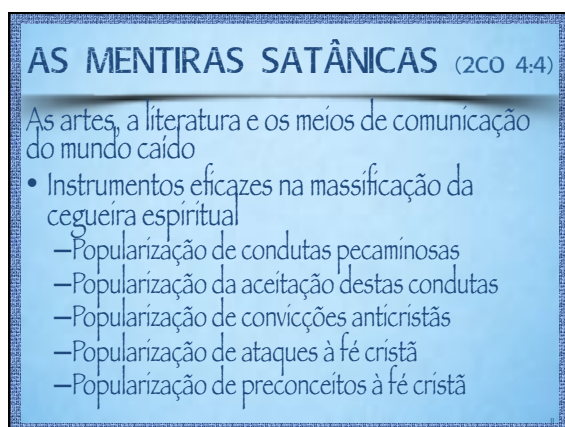 AS MENTIRAS SATÂNICAS (2CO 4:4)
As artes, a literatura e os meios de comunicação
do mundo caído
• Instrumentos eficazes na massificação da
cegueira espiritual
–Popularização de condutas pecaminosas
–Popularização da aceitação destas condutas
–Popularização de convicções anticristãs
–Popularização de ataques à fé cristã
–Popularização de preconceitos à fé cristã